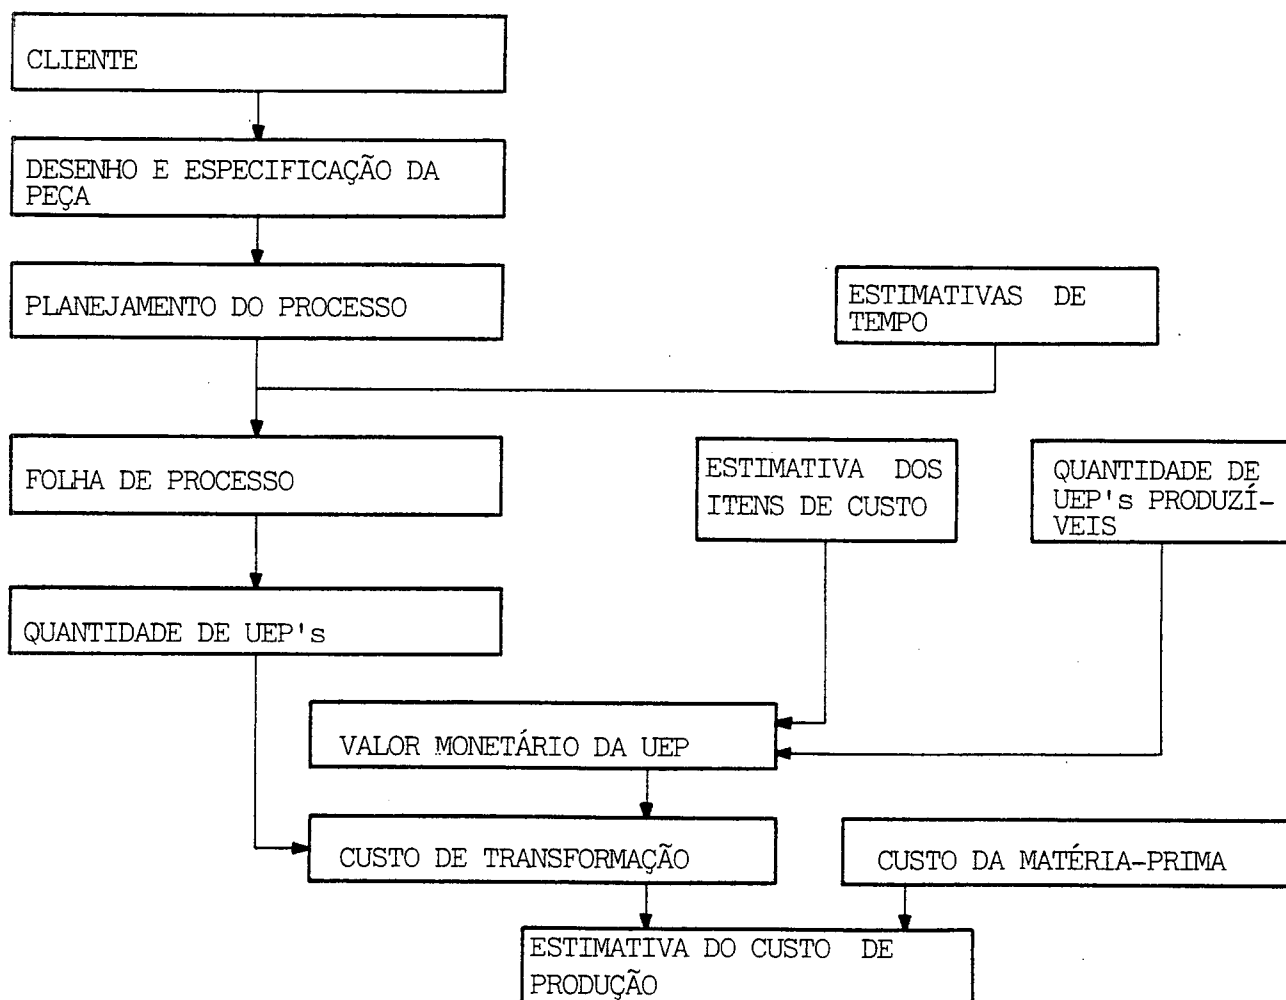 CLIENTE
DESENHO E ESPECIFICAÇÃO DA
PEÇA
PLANEJAMENTO DO PROCESSO
ESTIMATIVAS DE
TEMPO
FOLHA DE PROCESSO
ESTIMATIVA DOS
ITENS DE CUSTO
QUANTIDADE DE
UEP's PRODUZÍ-
VEIS
QUANTIDADE DE UEP's
VALOR MONETÁRIO DA UEP
CUSTO DE TRANSFORMAÇÃO
CUSTO DA MATÉRIA-PRIMA
ESTIMATIVA DO CUSTO DE
PRODUÇÃO